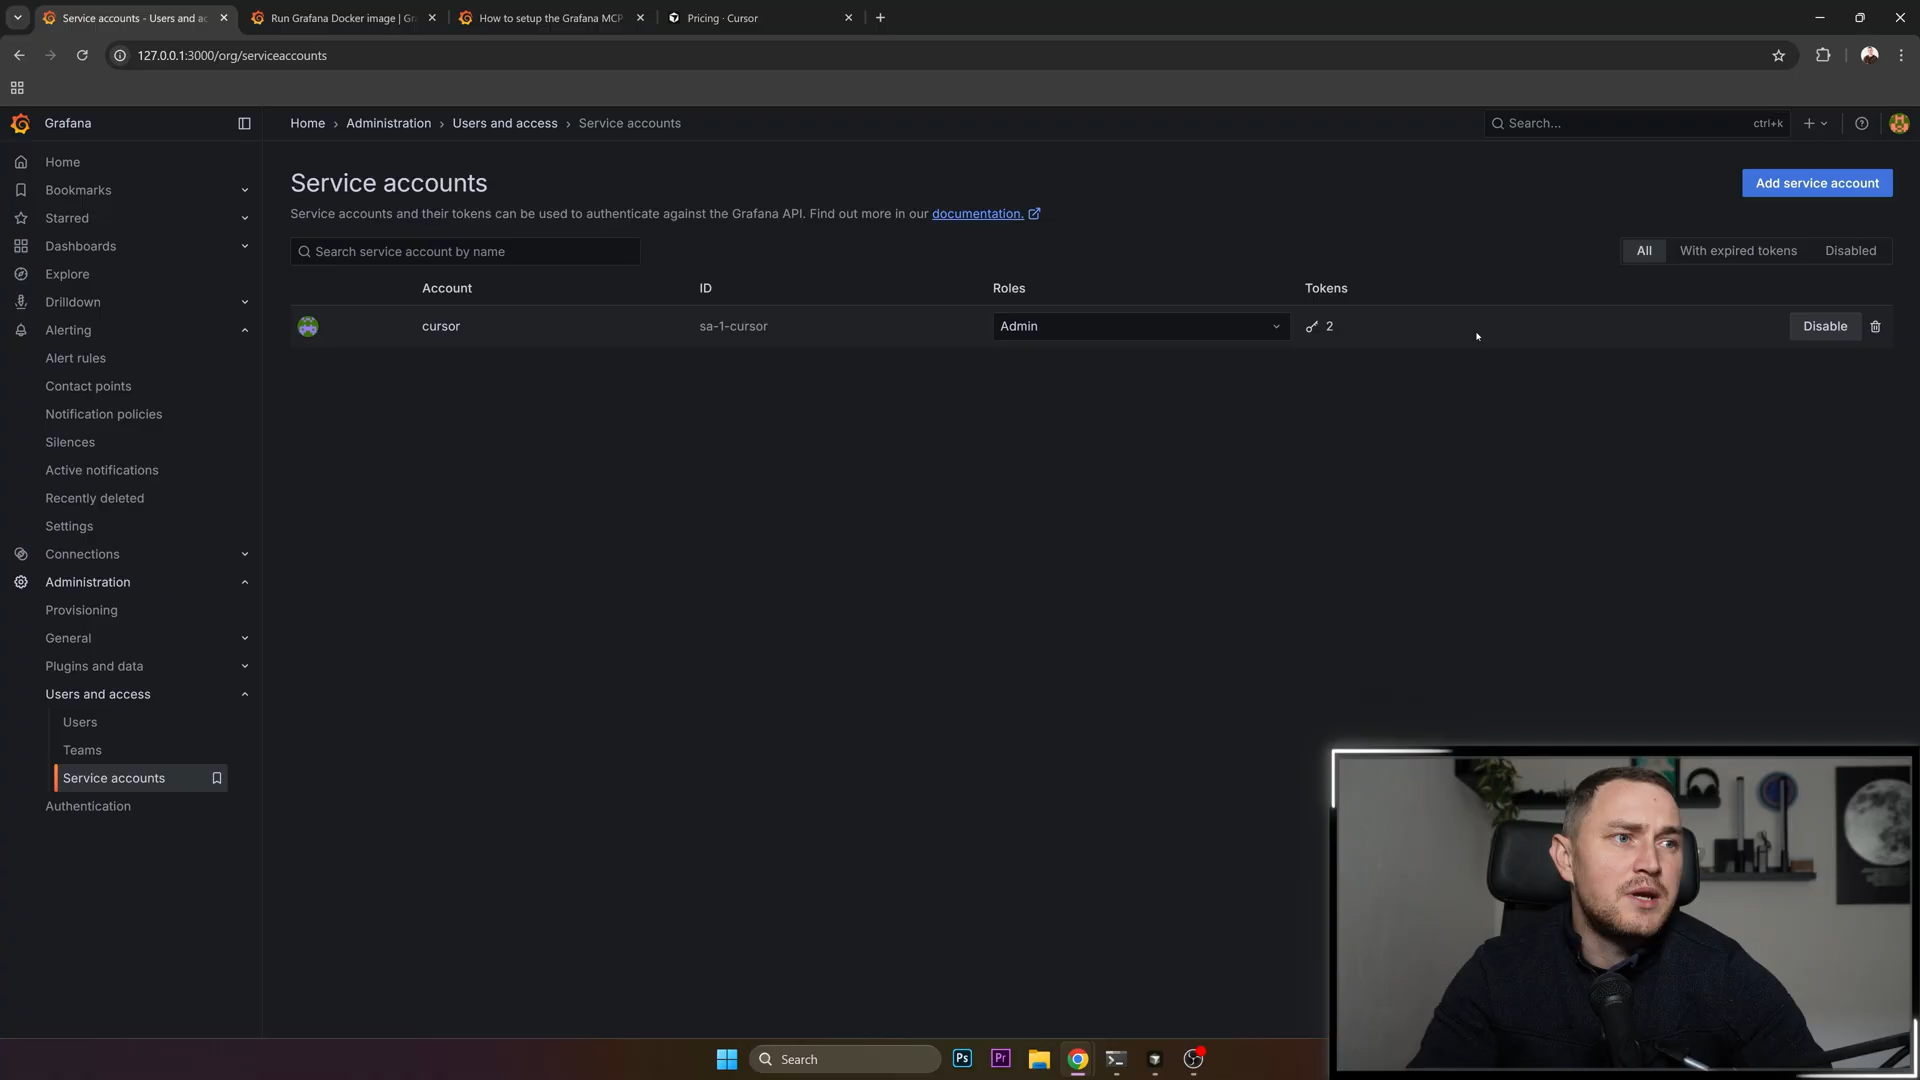 Service accounts - Users and ac
Run Grafana Docker image | Gr
How to setup the Grafana MCP
Pricing · Cursor
127.0.0.1:3000/org/serviceaccounts
Grafana
Home › Administration › Users and access › Service accounts
Search...
ctrl+k
Home
Bookmarks
Starred
Dashboards
Explore
Drilldown
Alerting
Alert rules
Contact points
Notification policies
Silences
Active notifications
Recently deleted
Settings
Connections
Administration
Provisioning
General
Plugins and data
Users and access
Users
Teams
Service accounts
Authentication
Service accounts
Add service account
Service accounts and their tokens can be used to authenticate against the Grafana API. Find out more in our documentation.
Search service account by name
All With expired tokens Disabled
Account ID Roles Tokens
cursor sa-1-cursor Admin 2 Disable
Search
Ps
Pr